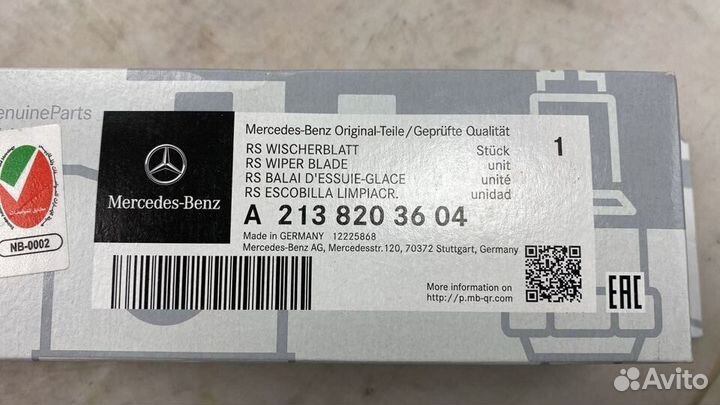 enuineParts
Mercedes-Benz
NB-0002
Mercedes-Benz Original-Teile/Geprüfte Qualität
RS WISCHERBLATT Stück 1
RS WIPER BLADE unit
RS BALAI D'ESSUIE-GLACE unité
RS ESCOBILLA LIMPIACR. unidad
A 213 820 36 04
Made in GERMANY 12225868
Mercedes-Benz AG, Mercedesstr.120, 70372 Stuttgart, Germany
More information on
http://p.mb-qr.com/
EAC
Avito